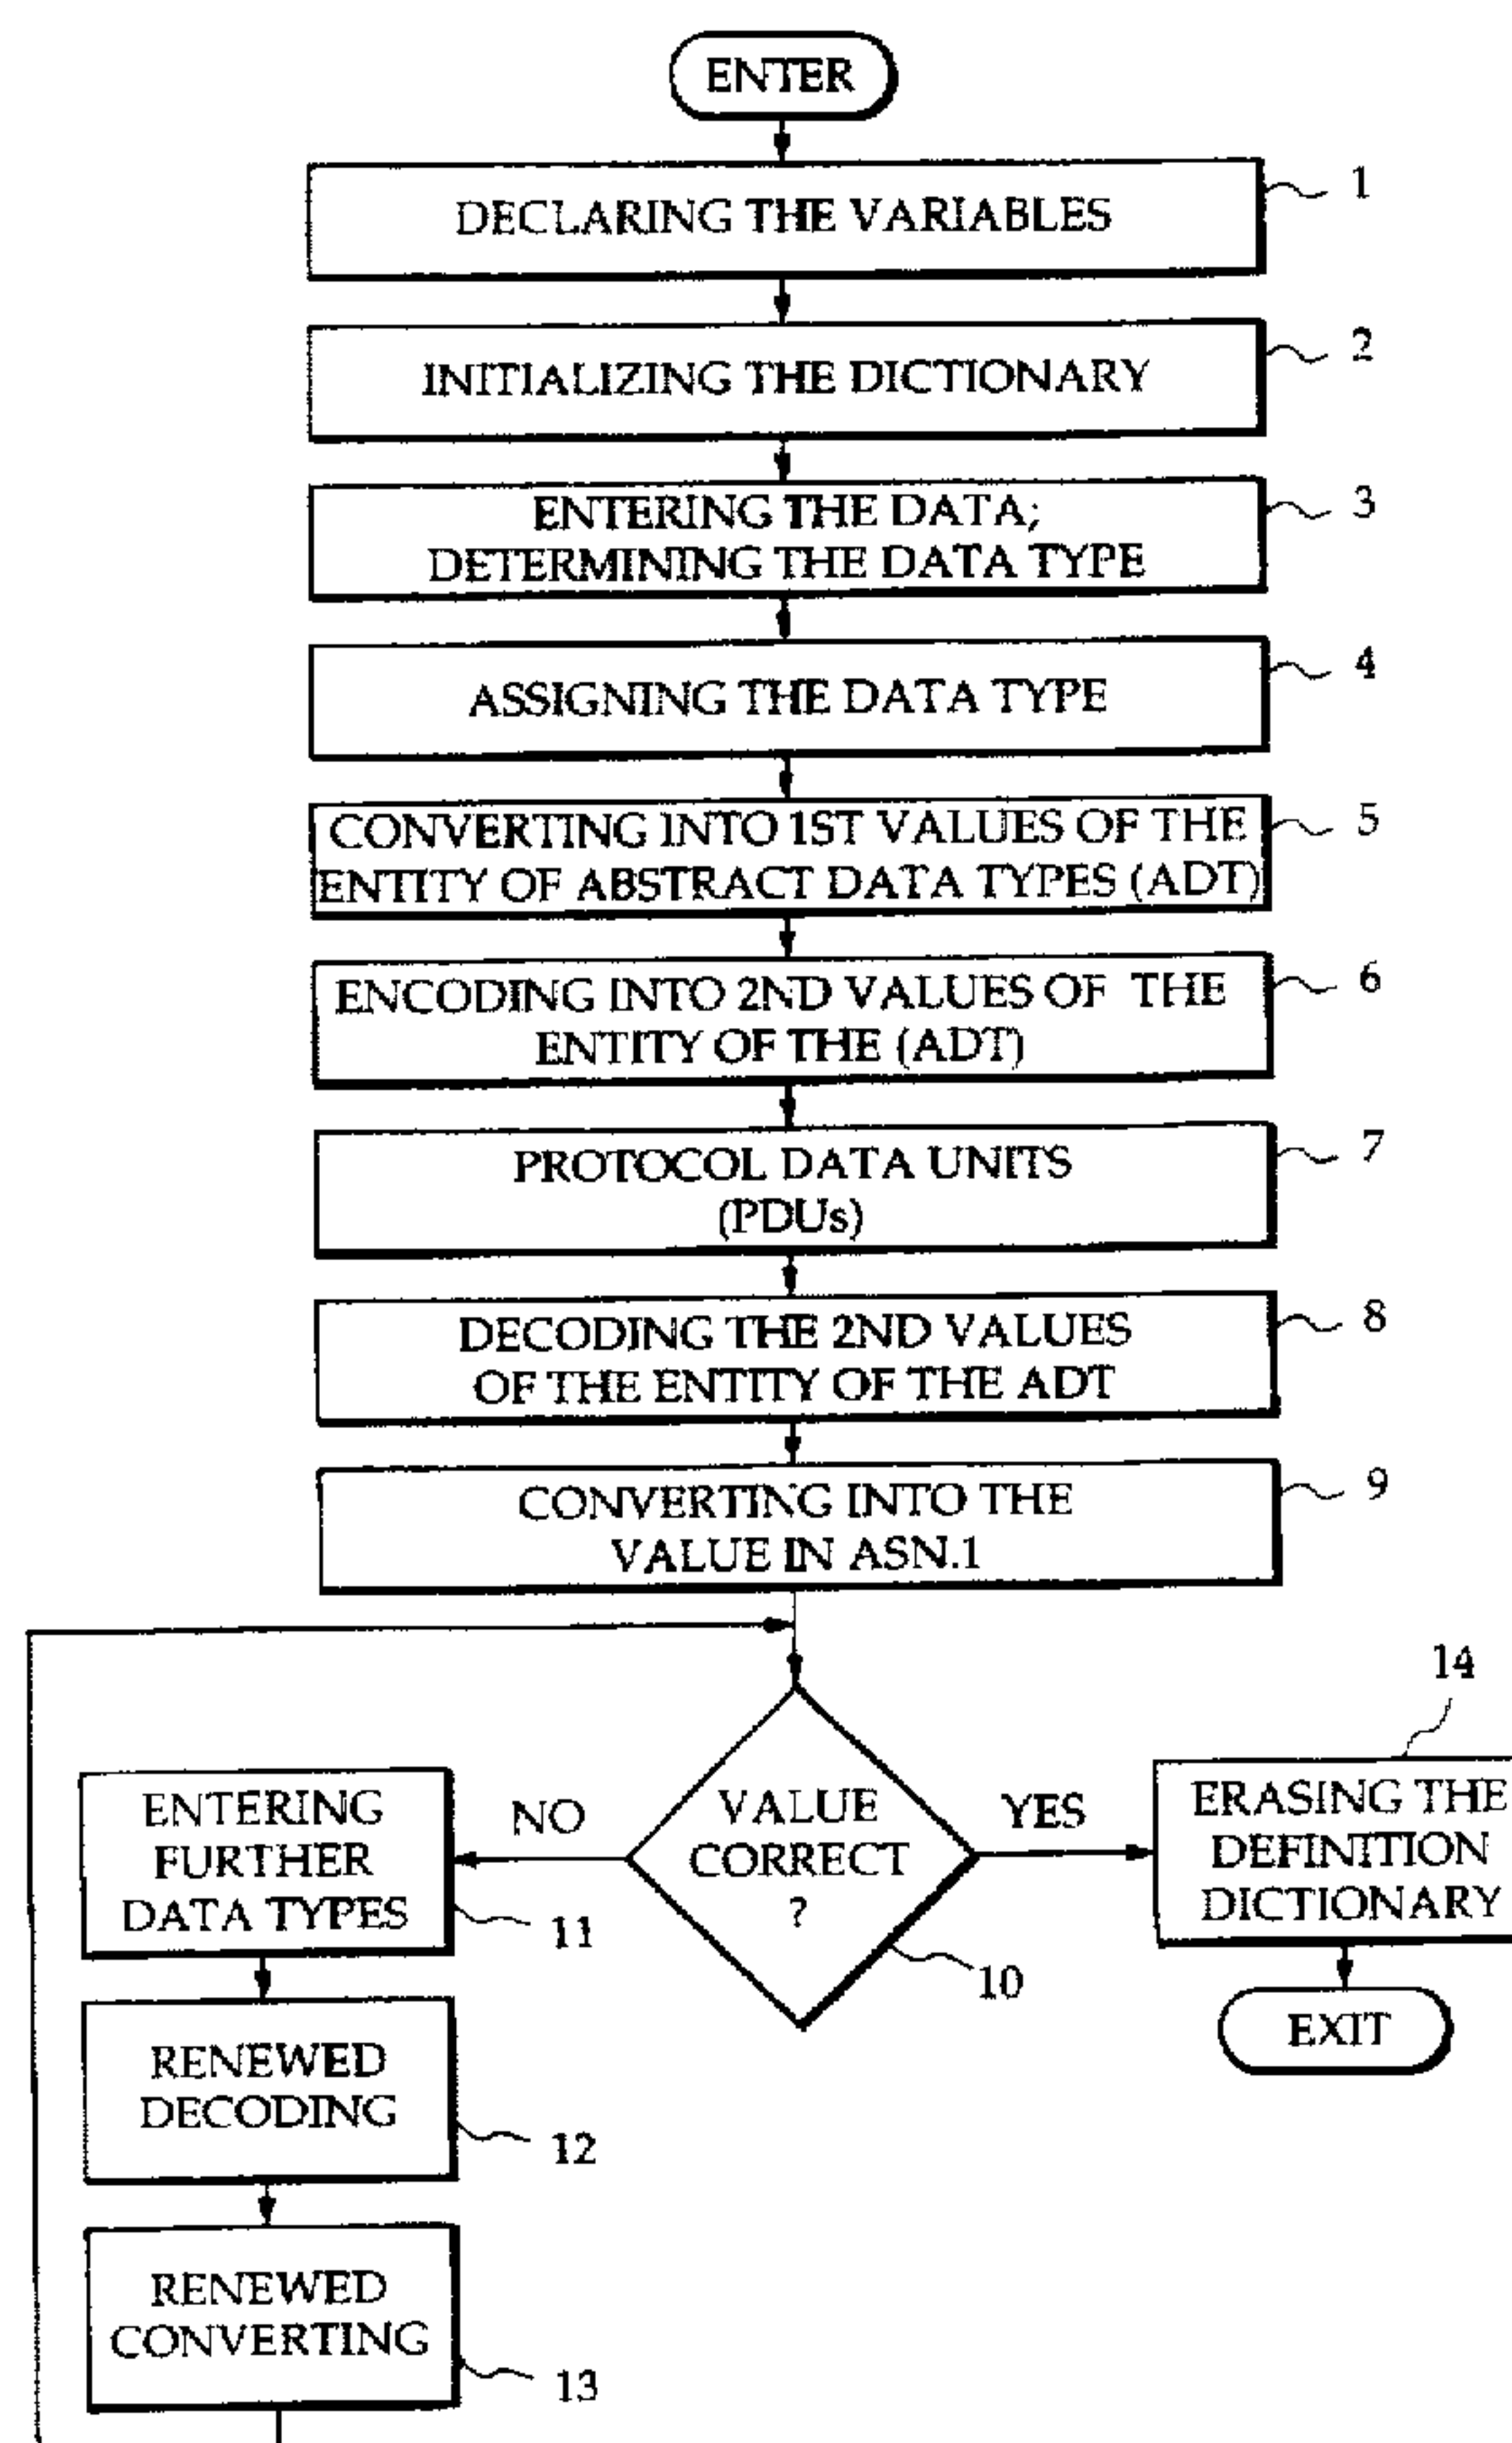 ENTER
DECLARING THE VARIABLES
1
INITIALIZING THE DICTIONARY
2
ENTERING THE DATA;
DETERMINING THE DATA TYPE
3
ASSIGNING THE DATA TYPE
4
CONVERTING INTO 1ST VALUES OF THE
ENTITY OF ABSTRACT DATA TYPES (ADT)
5
ENCODING INTO 2ND VALUES OF THE
ENTITY OF THE (ADT)
6
PROTOCOL DATA UNITS
(PDUs)
7
DECODING THE 2ND VALUES
OF THE ENTITY OF THE ADT
8
CONVERTING INTO THE
VALUE IN ASN.1
9
VALUE
CORRECT
?
10
NO
YES
ENTERING
FURTHER
DATA TYPES
11
RENEWED
DECODING
12
RENEWED
CONVERTING
13
14
ERASING THE
DEFINITION
DICTIONARY
EXIT